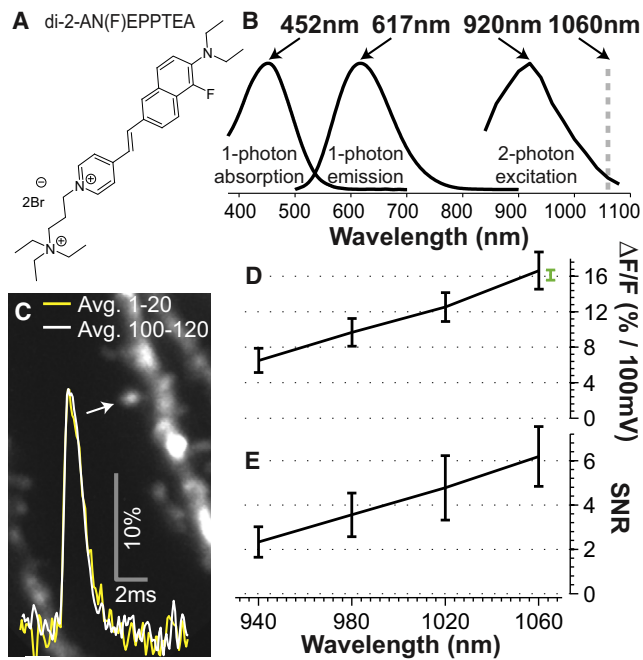 A di-2-AN(F)EPPTEA
N
F
N
⊕
⊖
2Br
N
⊕
B 452nm 617nm 920nm 1060nm
1-photon
absorption
1-photon
emission
2-photon
excitation
400 500 600 700 800 900 1000 1100
Wavelength (nm)
C Avg. 1-20
Avg. 100-120
10%
2ms
D
16
12
8
4
0
ΔF/F (% / 100mV)
E
6
4
2
0
SNR
940 980 1020 1060
Wavelength (nm)